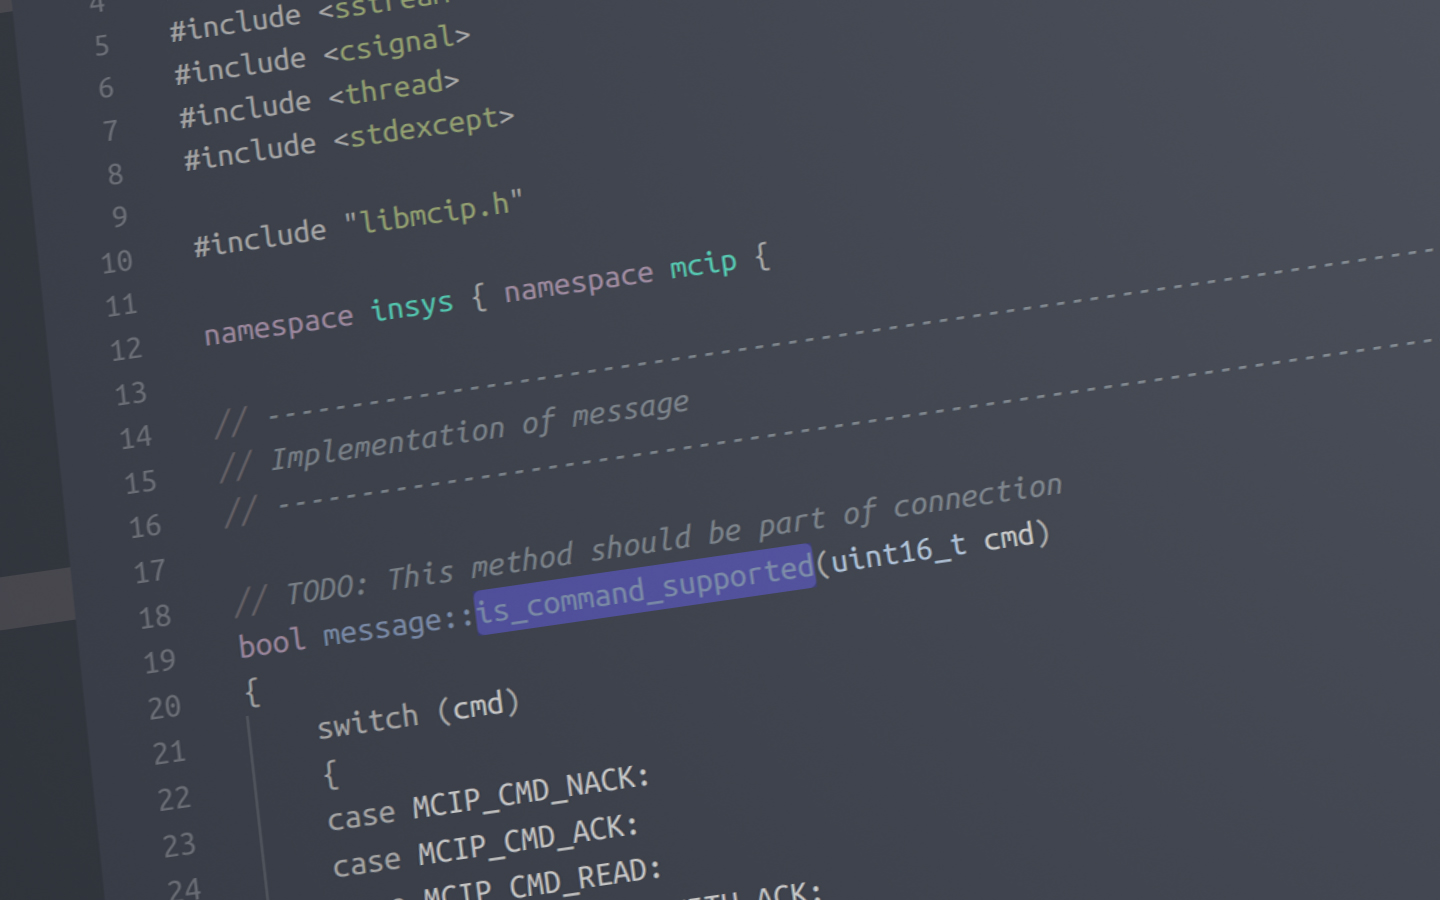 4
5 #include <sstream
6 #include <csignal>
7 #include <thread>
8 #include <stdexcept>
9
10 #include "libmcip.h"
11
12 namespace insys { namespace mcip {
13
14 // ---------------------------------------------------------------------
15 // Implementation of message
16 // ---------------------------------------------------------------------
17
18 // TODO: This method should be part of connection
19 bool message::is_command_supported(uint16_t cmd)
20 {
21 switch (cmd)
22 {
23 case MCIP_CMD_NACK:
24 case MCIP_CMD_ACK:
MCIP_CMD_READ:
ACK: